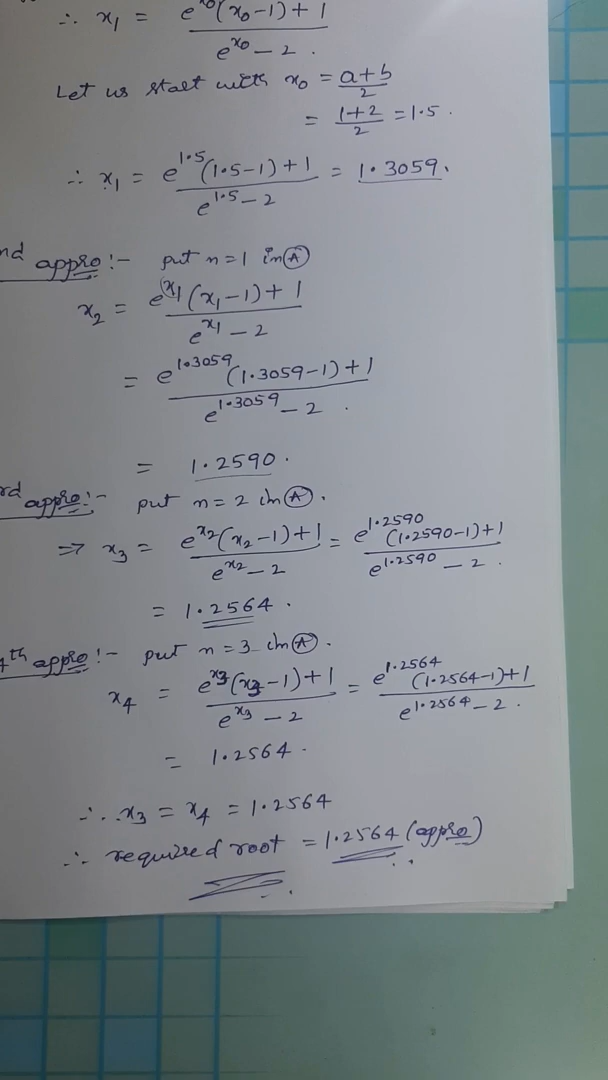 ∴ x₁ = (e^x₀(x₀-1)+1)/(e^x₀ - 2) .
Let us start with x₀ = (a+b)/2
= (1+2)/2 = 1.5 .
∴ x₁ = (e^1.5(1.5-1)+1)/(e^1.5 - 2) = 1.3059 .
nd appro :- put n=1 in Ⓐ
x₂ = (e^x₁(x₁-1)+1)/(e^x₁ - 2)
= (e^1.3059(1.3059-1)+1)/(e^1.3059 - 2) .
= 1.2590 .
rd appro :- put n=2 in Ⓐ .
⇒ x₃ = (e^x₂(x₂-1)+1)/(e^x₂ - 2) = (e^1.2590(1.2590-1)+1)/(e^1.2590 - 2) .
= 1.2564 .
4th appro :- put n=3 in Ⓐ .
x₄ = (e^x₃(x₃-1)+1)/(e^x₃ - 2) = (e^1.2564(1.2564-1)+1)/(e^1.2564 - 2) .
= 1.2564 .
∴ x₃ = x₄ = 1.2564
∴ required root = 1.2564 (appro)